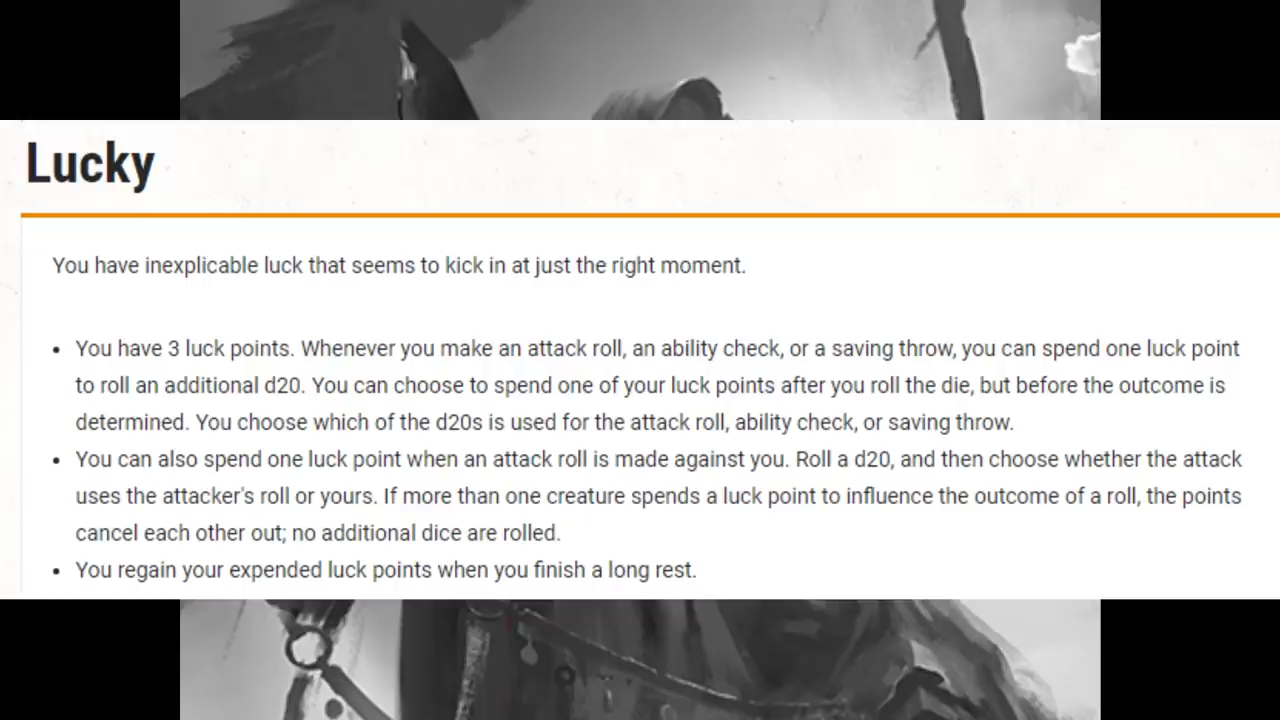 Lucky
You have inexplicable luck that seems to kick in at just the right moment.
• You have 3 luck points. Whenever you make an attack roll, an ability check, or a saving throw, you can spend one luck point
to roll an additional d20. You can choose to spend one of your luck points after you roll the die, but before the outcome is
determined. You choose which of the d20s is used for the attack roll, ability check, or saving throw.
• You can also spend one luck point when an attack roll is made against you. Roll a d20, and then choose whether the attack
uses the attacker's roll or yours. If more than one creature spends a luck point to influence the outcome of a roll, the points
cancel each other out; no additional dice are rolled.
• You regain your expended luck points when you finish a long rest.